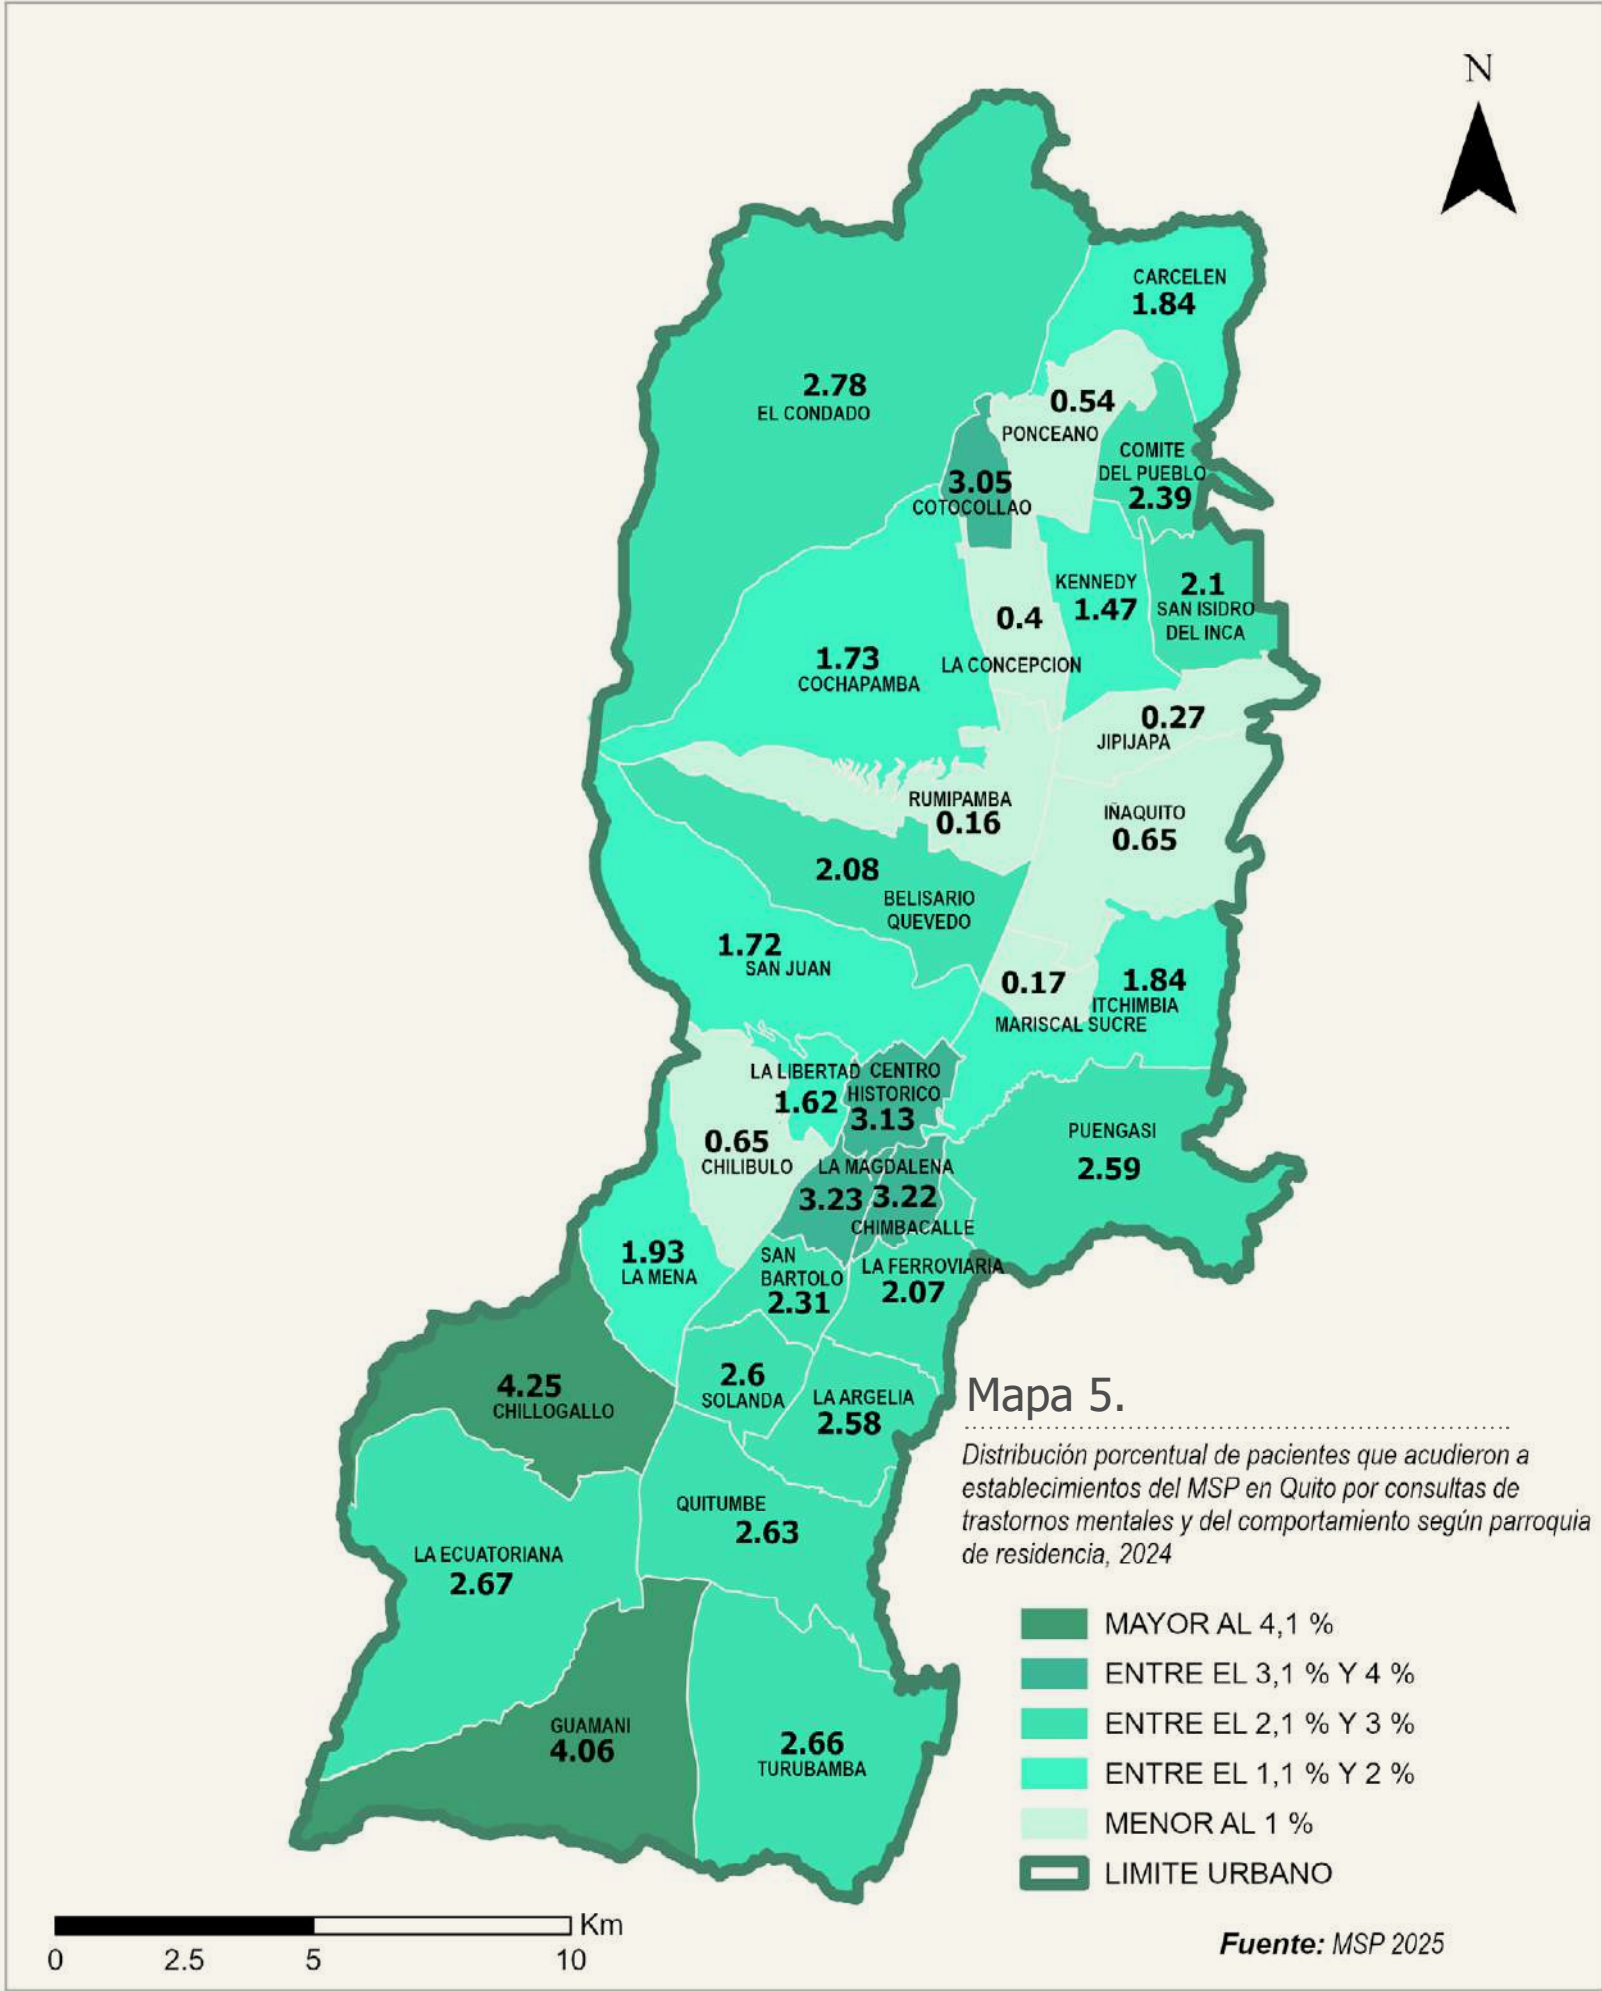 N
CARCELEN
1.84
2.78
EL CONDADO
0.54
PONCEANO
COMITE
DEL PUEBLO
2.39
3.05
COTOCOLLAO
KENNEDY
1.47
2.1
SAN ISIDRO
DEL INCA
0.4
LA CONCEPCION
1.73
COCHAPAMBA
0.27
JIPIJAPA
RUMIPAMBA
0.16
IÑAQUITO
0.65
2.08
BELISARIO
QUEVEDO
1.72
SAN JUAN
0.17
MARISCAL SUCRE
1.84
ITCHIMBIA
LA LIBERTAD
1.62
CENTRO
HISTORICO
3.13
0.65
CHILIBULO
PUENGASI
2.59
LA MAGDALENA
3.23
3.22
CHIMBACALLE
1.93
LA MENA
SAN
BARTOLO
2.31
LA FERROVIARIA
2.07
4.25
CHILLOGALLO
2.6
SOLANDA
LA ARGELIA
2.58
QUITUMBE
2.63
LA ECUATORIANA
2.67
GUAMANI
4.06
2.66
TURUBAMBA
Mapa 5.
Distribución porcentual de pacientes que acudieron a
establecimientos del MSP en Quito por consultas de
trastornos mentales y del comportamiento según parroquia
de residencia, 2024
MAYOR AL 4,1 %
ENTRE EL 3,1 % Y 4 %
ENTRE EL 2,1 % Y 3 %
ENTRE EL 1,1 % Y 2 %
MENOR AL 1 %
LIMITE URBANO
Km
0 2.5 5 10
Fuente: MSP 2025